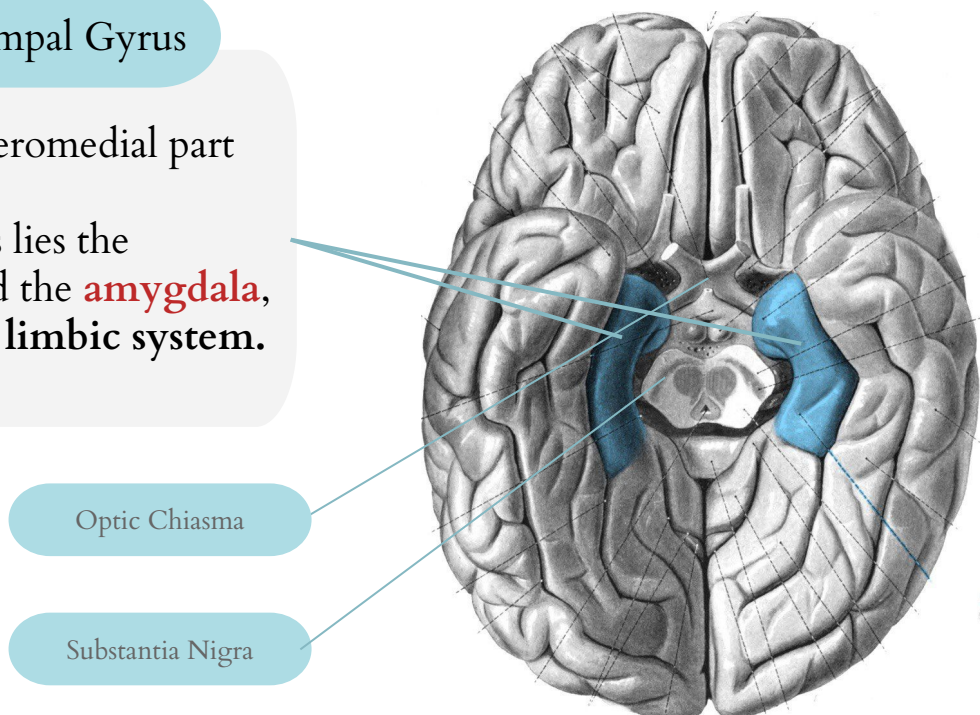 mpal Gyrus
eromedial part
s lies the
d the amygdala,
limbic system.
Optic Chiasma
Substantia Nigra